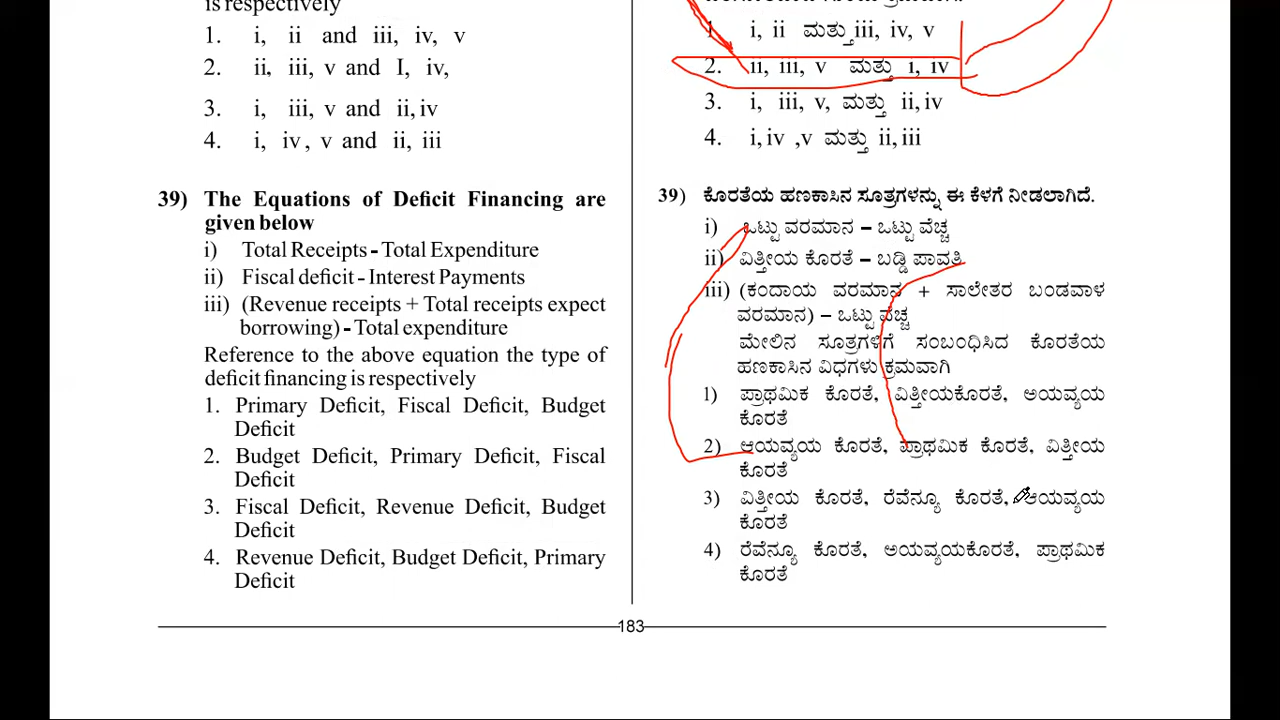 is respectively
1. i, ii and iii, iv, v
2. ii, iii, v and I, iv,
3. i, iii, v and ii, iv
4. i, iv, v and ii, iii
39) The Equations of Deficit Financing are
given below
i) Total Receipts - Total Expenditure
ii) Fiscal deficit - Interest Payments
iii) (Revenue receipts + Total receipts expect
borrowing) - Total expenditure
Reference to the above equation the type of
deficit financing is respectively
1. Primary Deficit, Fiscal Deficit, Budget
Deficit
2. Budget Deficit, Primary Deficit, Fiscal
Deficit
3. Fiscal Deficit, Revenue Deficit, Budget
Deficit
4. Revenue Deficit, Budget Deficit, Primary
Deficit
1. i, ii ಮತ್ತು iii, iv, v
2. ii, iii, v ಮತ್ತು i, iv
3. i, iii, v, ಮತ್ತು ii, iv
4. i, iv ,v ಮತ್ತು ii, iii
39) ಕೊರತೆಯ ಹಣಕಾಸಿನ ಸೂತ್ರಗಳನ್ನು ಈ ಕೆಳಗೆ ನೀಡಲಾಗಿದೆ.
i) ಒಟ್ಟು ವರಮಾನ – ಒಟ್ಟು ವೆಚ್ಚ
ii) ವಿತ್ತೀಯ ಕೊರತೆ – ಬಡ್ಡಿ ಪಾವತಿ
iii) (ಕಂದಾಯ ವರಮಾನ + ಸಾಲೇತರ ಬಂಡವಾಳ
ವರಮಾನ) – ಒಟ್ಟು ವೆಚ್ಚ
ಮೇಲಿನ ಸೂತ್ರಗಳಿಗೆ ಸಂಬಂಧಿಸಿದ ಕೊರತೆಯ
ಹಣಕಾಸಿನ ವಿಧಗಳು ಕ್ರಮವಾಗಿ
1) ಪ್ರಾಥಮಿಕ ಕೊರತೆ, ವಿತ್ತೀಯಕೊರತೆ, ಅಯವ್ಯಯ
ಕೊರತೆ
2) ಆಯವ್ಯಯ ಕೊರತೆ, ಪ್ರಾಥಮಿಕ ಕೊರತೆ, ವಿತ್ತೀಯ
ಕೊರತೆ
3) ವಿತ್ತೀಯ ಕೊರತೆ, ರೆವೆನ್ಯೂ ಕೊರತೆ, ಆಯವ್ಯಯ
ಕೊರತೆ
4) ರೆವೆನ್ಯೂ ಕೊರತೆ, ಅಯವ್ಯಯಕೊರತೆ, ಪ್ರಾಥಮಿಕ
ಕೊರತೆ
183